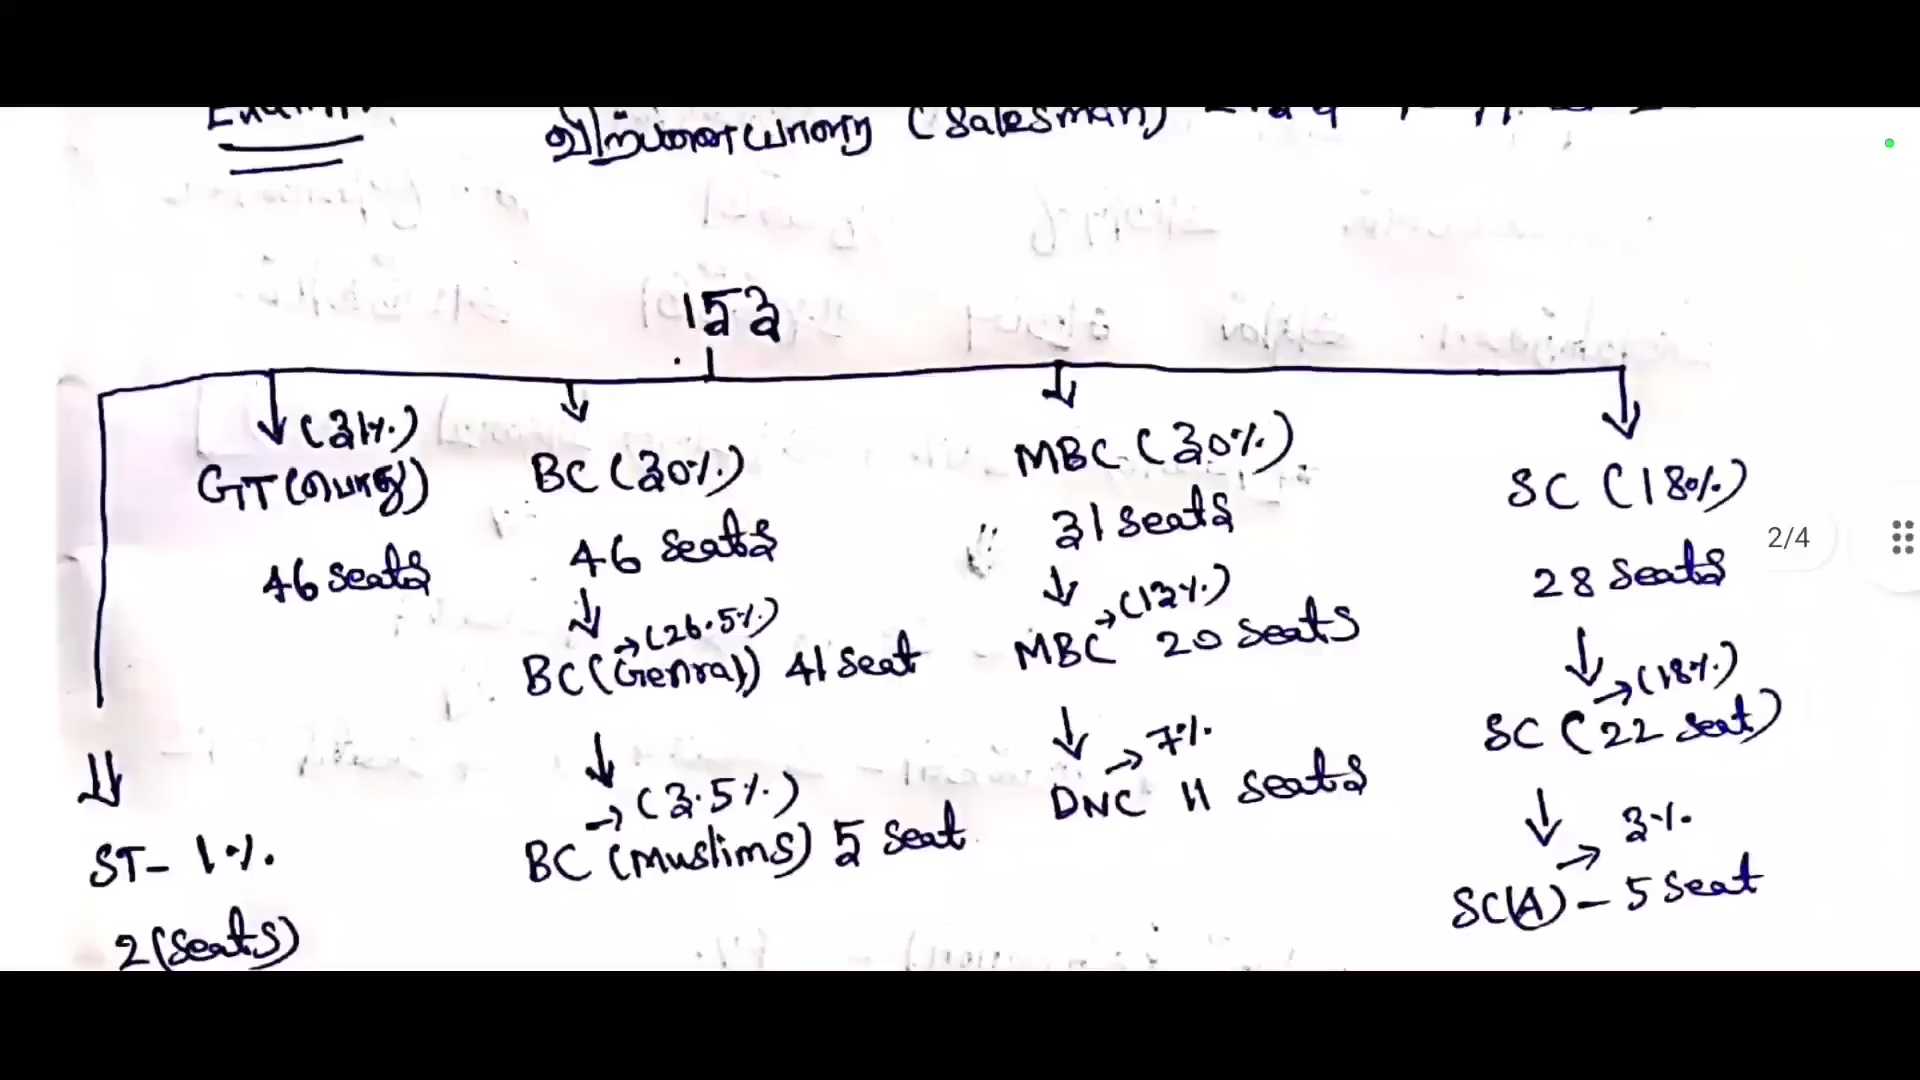 விற்பனையாளர் (Salesman)
153
(31%)
GT (பொது)
46 seats
BC (30%)
46 seats
→(26.5%)
BC (Genral) 41 seat
→(3.5%)
BC (Muslims) 5 seat
MBC (20%)
31 seats
→(13%)
MBC 20 seats
→ 7%
DNC 11 seats
SC (18%)
28 seats
→(18%)
SC (22 seat)
→ 3%
SC(A) – 5 seat
ST – 1%
2 (seats)
2/4